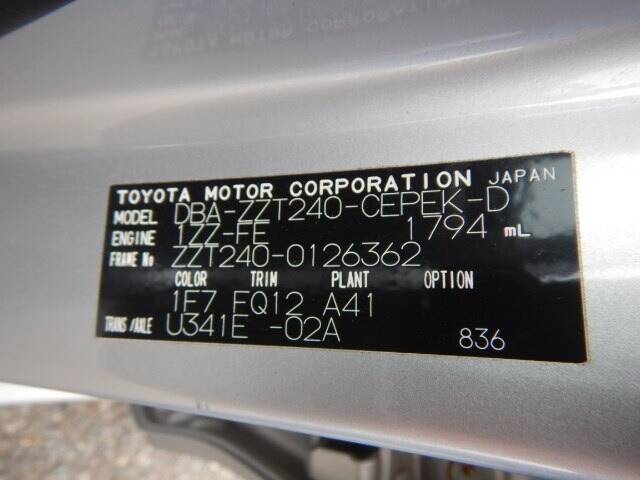 TOYOTA MOTOR CORPORATION JAPAN
MODEL DBA-ZZT240-CEPEK-D
ENGINE 1ZZ-FE 1794 mL
FRAME No ZZT240-0126362
COLOR TRIM PLANT OPTION
1F7 FQ12 A41
TRANS/AXLE U341E -02A
836